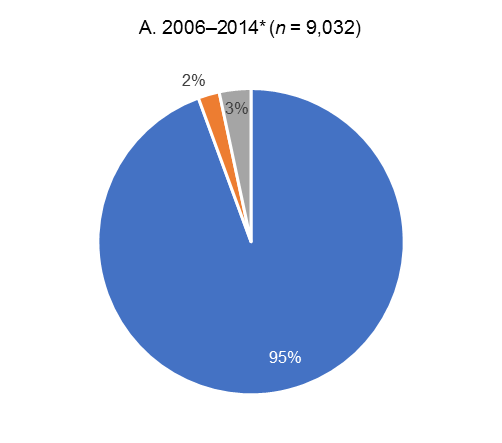 A. 2006–2014* (n = 9,032)
2%
3%
95%